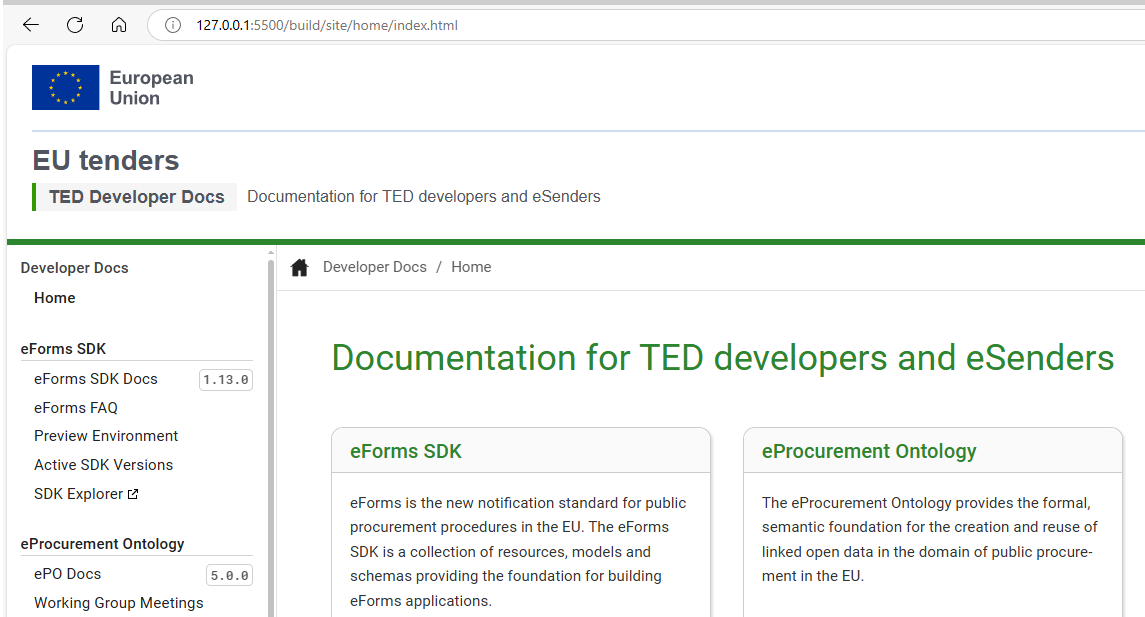 127.0.0.1:5500/build/site/home/index.html
European
Union
EU tenders
TED Developer Docs
Documentation for TED developers and eSenders
Developer Docs
Home
eForms SDK
eForms SDK Docs
1.13.0
eForms FAQ
Preview Environment
Active SDK Versions
SDK Explorer
eProcurement Ontology
ePO Docs
5.0.0
Working Group Meetings
Developer Docs / Home
Documentation for TED developers and eSenders
eForms SDK
eForms is the new notification standard for public
procurement procedures in the EU. The eForms
SDK is a collection of resources, models and
schemas providing the foundation for building
eForms applications.
eProcurement Ontology
The eProcurement Ontology provides the formal,
semantic foundation for the creation and reuse of
linked open data in the domain of public procure-
ment in the EU.